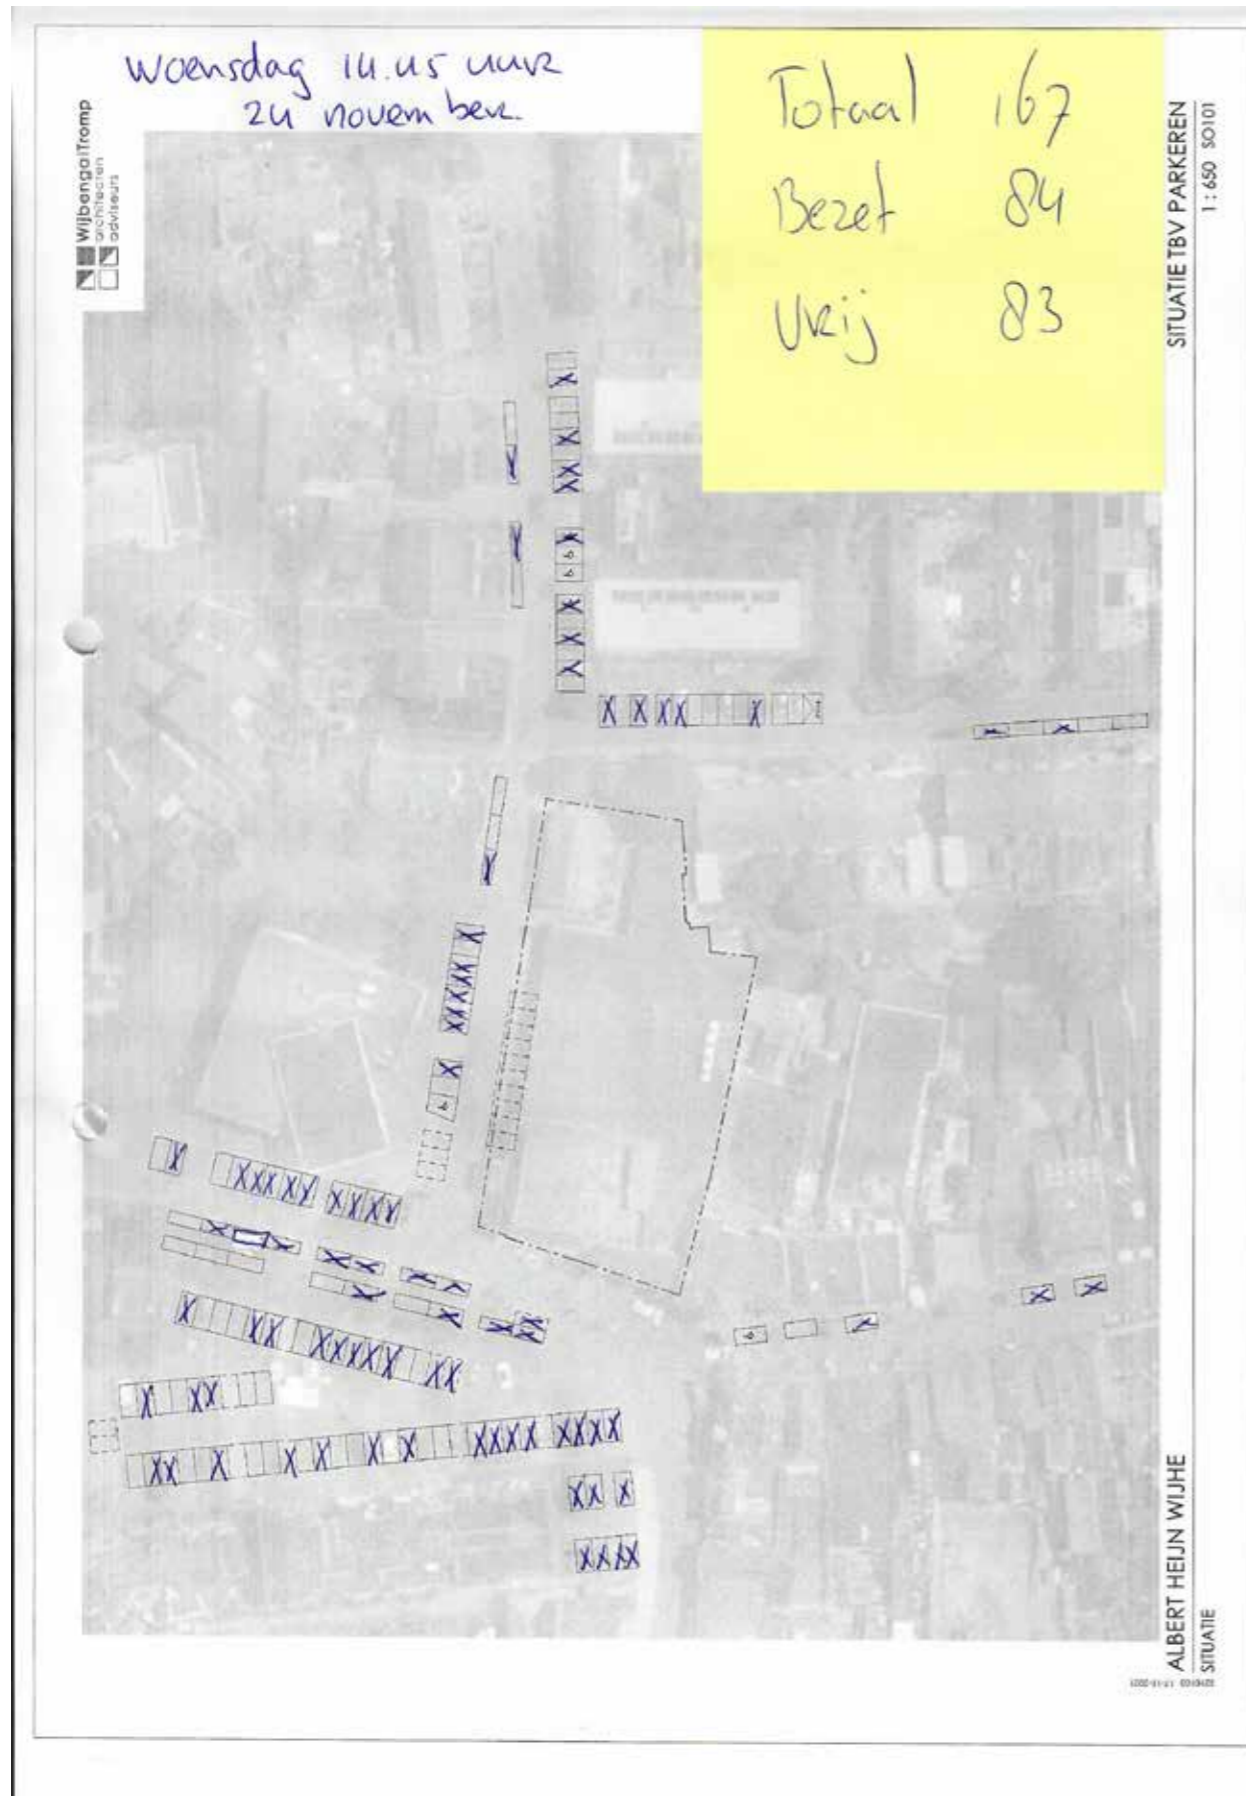 Woensdag 14.45 uur
24 november.
Totaal 167
Bezet 84
Vrij 83
WijbengaTromp
architecten
adviseurs
SITUATIE TBV PARKEREN
1 : 650 SO101
ALBERT HEIJN WIJHE
SITUATIE